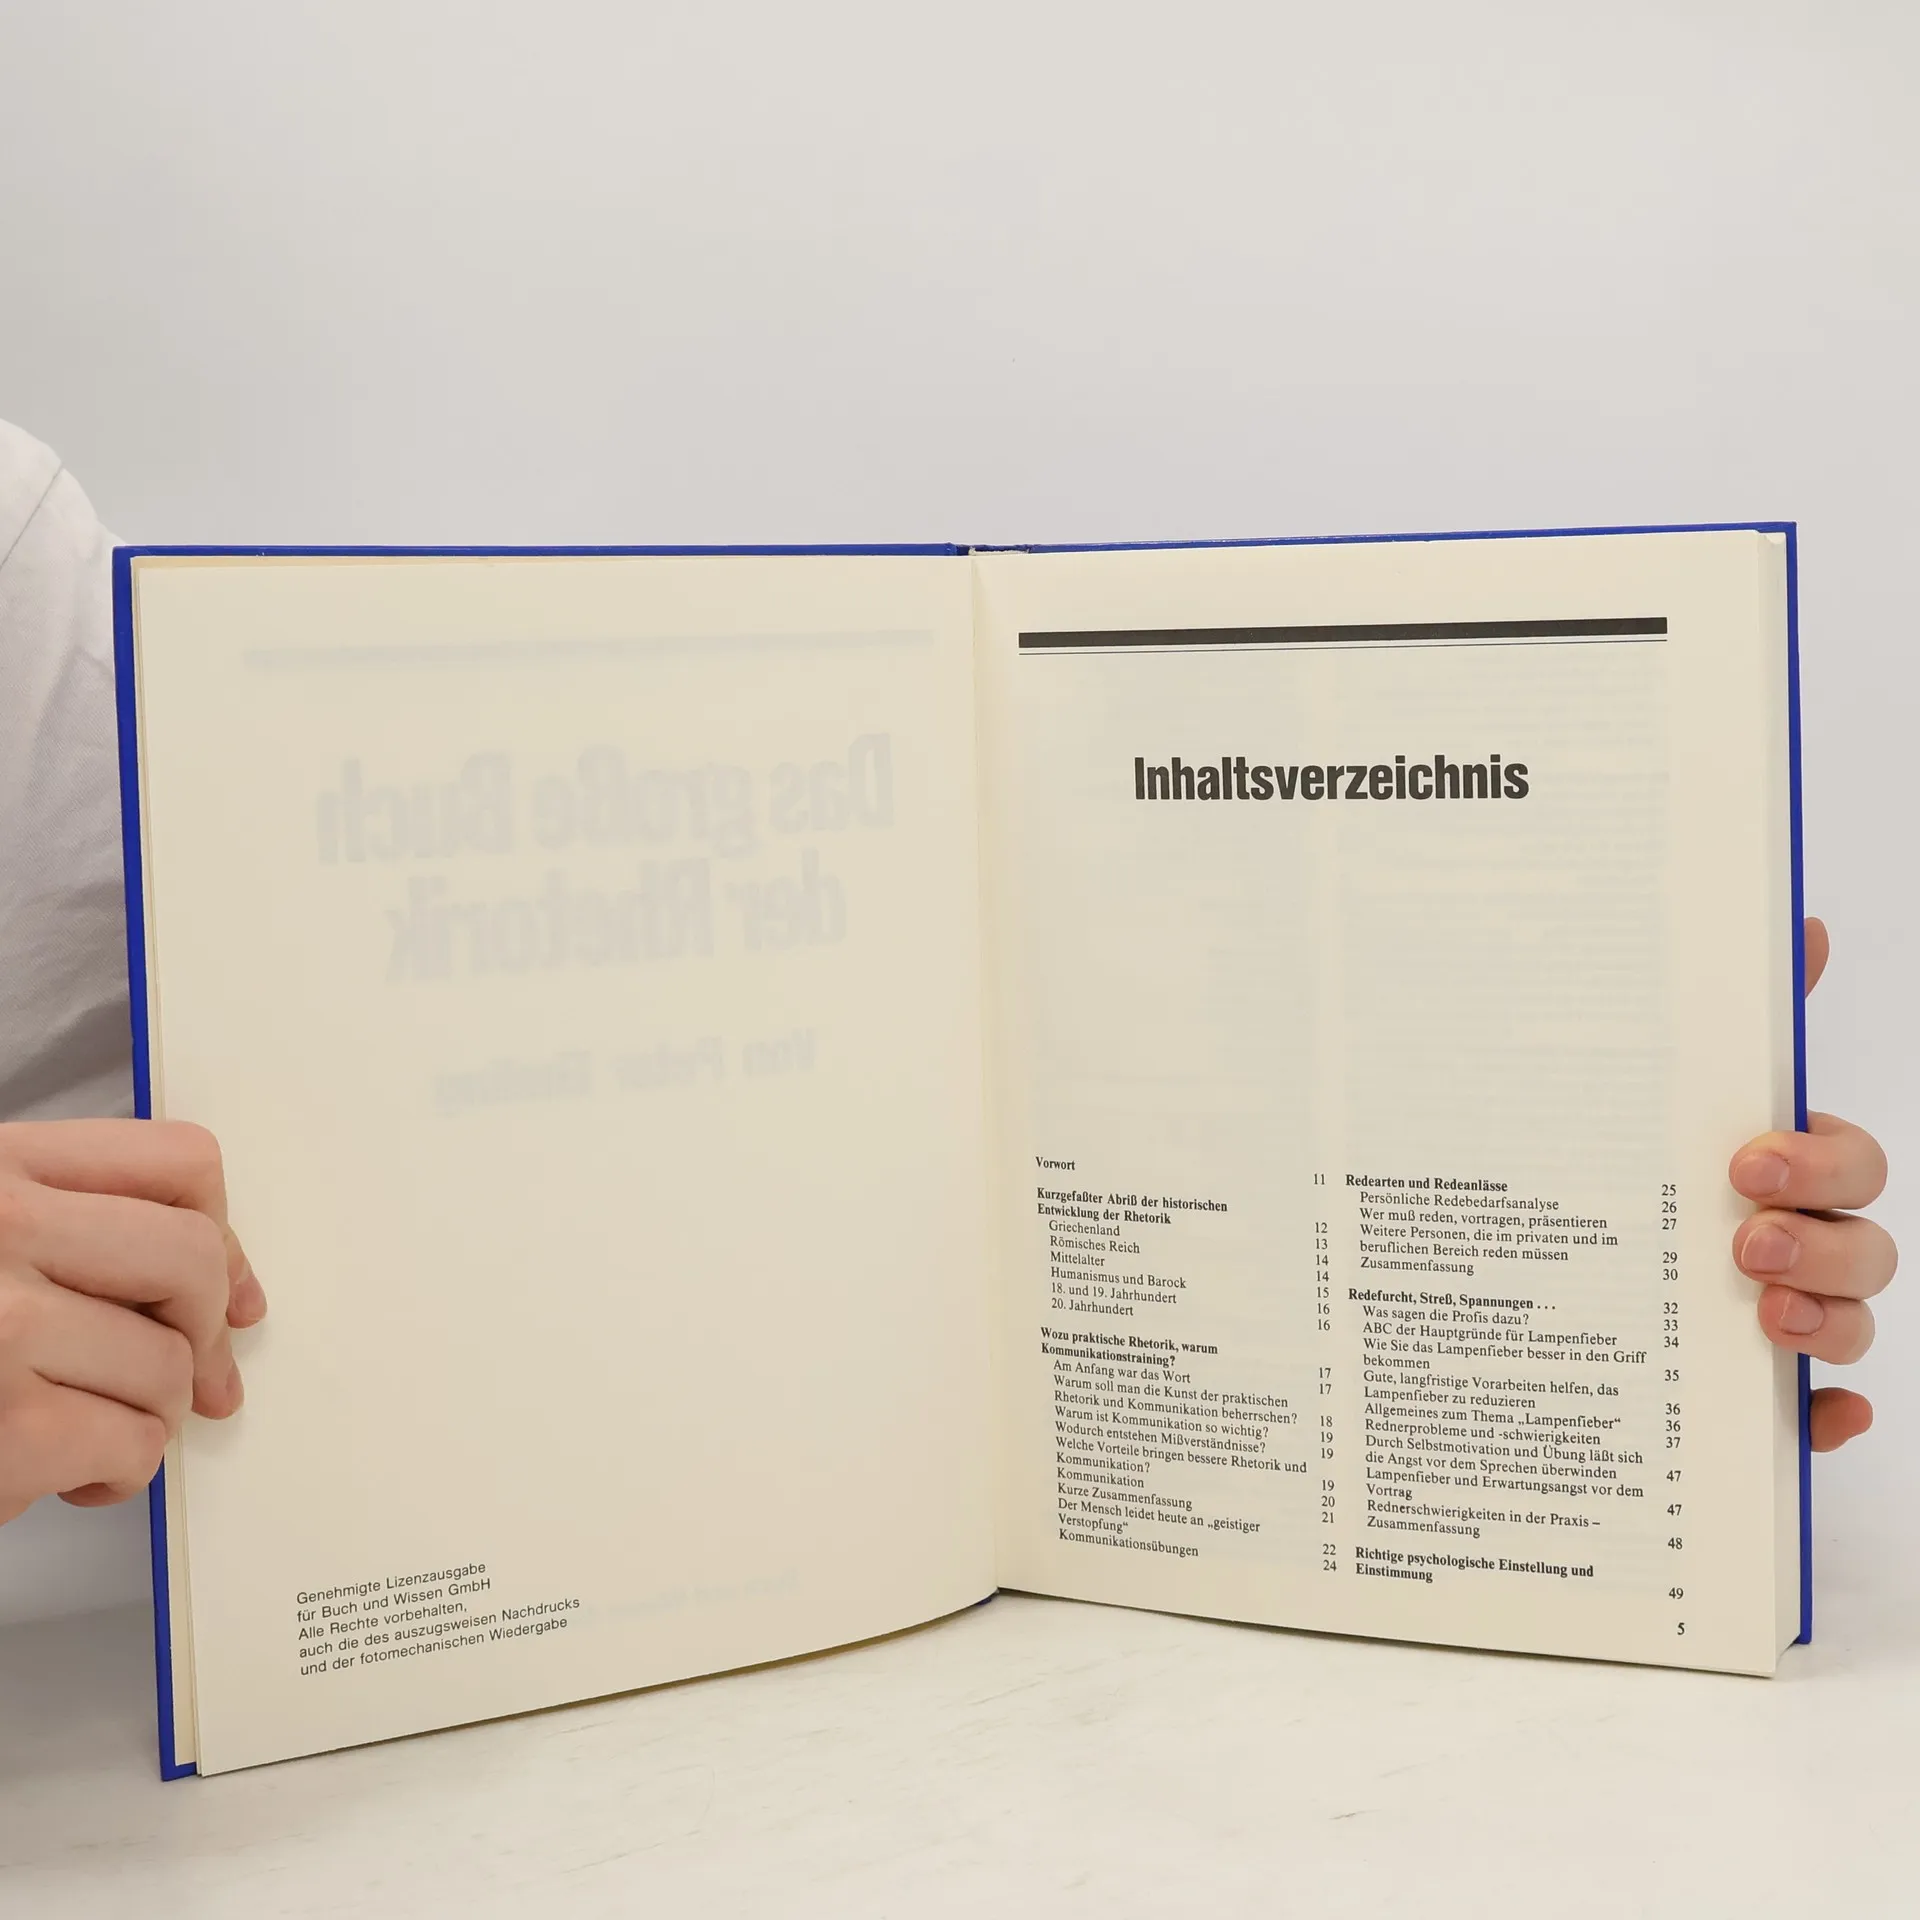 Das große Buch
der Rhetorik
Von Peter
Genehmigte Lizenzausgabe
für Buch und Wissen GmbH
Alle Rechte vorbehalten,
auch die des auszugsweisen Nachdrucks
und der fotomechanischen Wiedergabe
Inhaltsverzeichnis
Vorwort 11
Kurzgefaßter Abriß der historischen
Entwicklung der Rhetorik 12
Griechenland 13
Römisches Reich 14
Mittelalter 14
Humanismus und Barock 15
18. und 19. Jahrhundert 16
20. Jahrhundert 16
Wozu praktische Rhetorik, warum
Kommunikationstraining? 17
Am Anfang war das Wort 17
Warum soll man die Kunst der praktischen
Rhetorik und Kommunikation beherrschen? 18
Warum ist Kommunikation so wichtig? 19
Wodurch entstehen Mißverständnisse? 19
Welche Vorteile bringen bessere Rhetorik und
Kommunikation? 19
Kommunikation 20
Kurze Zusammenfassung 21
Der Mensch leidet heute an „geistiger
Verstopfung“ 22
Kommunikationsübungen 24
Redearten und Redeanlässe 25
Persönliche Redebedarfsanalyse 26
Wer muß reden, vortragen, präsentieren 27
Weitere Personen, die im privaten und im
beruflichen Bereich reden müssen 29
Zusammenfassung 30
Redefurcht, Streß, Spannungen . . . 32
Was sagen die Profis dazu? 33
ABC der Hauptgründe für Lampenfieber 34
Wie Sie das Lampenfieber besser in den Griff
bekommen 35
Gute, langfristige Vorarbeiten helfen, das
Lampenfieber zu reduzieren 36
Allgemeines zum Thema „Lampenfieber“ 36
Rednerprobleme und -schwierigkeiten 37
Durch Selbstmotivation und Übung läßt sich
die Angst vor dem Sprechen überwinden 47
Lampenfieber und Erwartungsangst vor dem
Vortrag 47
Rednerschwierigkeiten in der Praxis –
Zusammenfassung 48
Richtige psychologische Einstellung und
Einstimmung 49
5